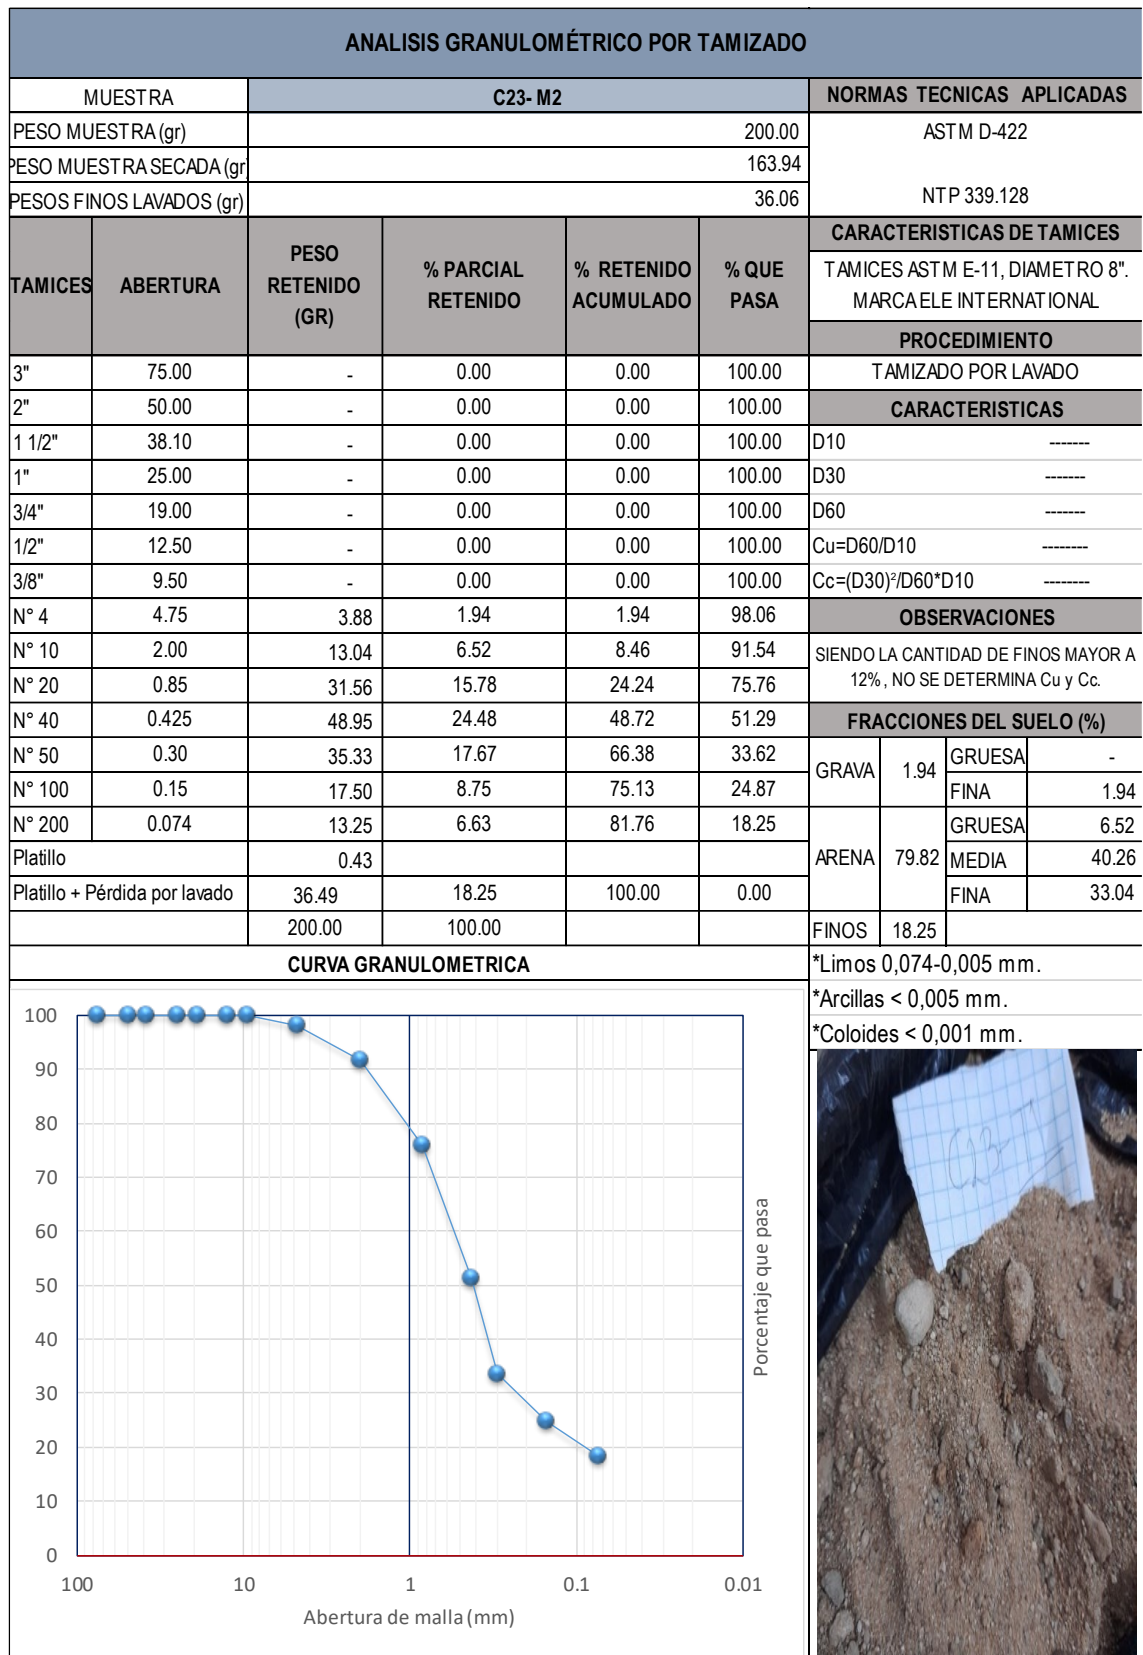 ANALISIS GRANULOMÉTRICO POR TAMIZADO
MUESTRA C23- M2 NORMAS TECNICAS APLICADAS
PESO MUESTRA (gr) 200.00 ASTM D-422
PESO MUESTRA SECADA (gr) 163.94
PESOS FINOS LAVADOS (gr) 36.06 NTP 339.128
TAMICES ABERTURA PESO RETENIDO (GR) % PARCIAL RETENIDO % RETENIDO ACUMULADO % QUE PASA CARACTERISTICAS DE TAMICES
TAMICES ASTM E-11, DIAMETRO 8".
MARCA ELE INTERNATIONAL
PROCEDIMIENTO
3" 75.00 - 0.00 0.00 100.00 TAMIZADO POR LAVADO
2" 50.00 - 0.00 0.00 100.00 CARACTERISTICAS
1 1/2" 38.10 - 0.00 0.00 100.00 D10 -------
1" 25.00 - 0.00 0.00 100.00 D30 -------
3/4" 19.00 - 0.00 0.00 100.00 D60 -------
1/2" 12.50 - 0.00 0.00 100.00 Cu=D60/D10 --------
3/8" 9.50 - 0.00 0.00 100.00 Cc=(D30)²/D60*D10 --------
N° 4 4.75 3.88 1.94 1.94 98.06 OBSERVACIONES
N° 10 2.00 13.04 6.52 8.46 91.54 SIENDO LA CANTIDAD DE FINOS MAYOR A
N° 20 0.85 31.56 15.78 24.24 75.76 12%, NO SE DETERMINA Cu y Cc.
N° 40 0.425 48.95 24.48 48.72 51.29 FRACCIONES DEL SUELO (%)
N° 50 0.30 35.33 17.67 66.38 33.62 GRAVA 1.94 GRUESA -
N° 100 0.15 17.50 8.75 75.13 24.87 FINA 1.94
N° 200 0.074 13.25 6.63 81.76 18.25 ARENA 79.82 GRUESA 6.52
Platillo 0.43 MEDIA 40.26
Platillo + Pérdida por lavado 36.49 18.25 100.00 0.00 FINA 33.04
200.00 100.00 FINOS 18.25
CURVA GRANULOMETRICA *Limos 0,074-0,005 mm.
*Arcillas < 0,005 mm.
*Coloides < 0,001 mm.
100
90
80
70
60
50
40
30
20
10
0
100 10 1 0.1 0.01
Abertura de malla (mm)
Porcentaje que pasa